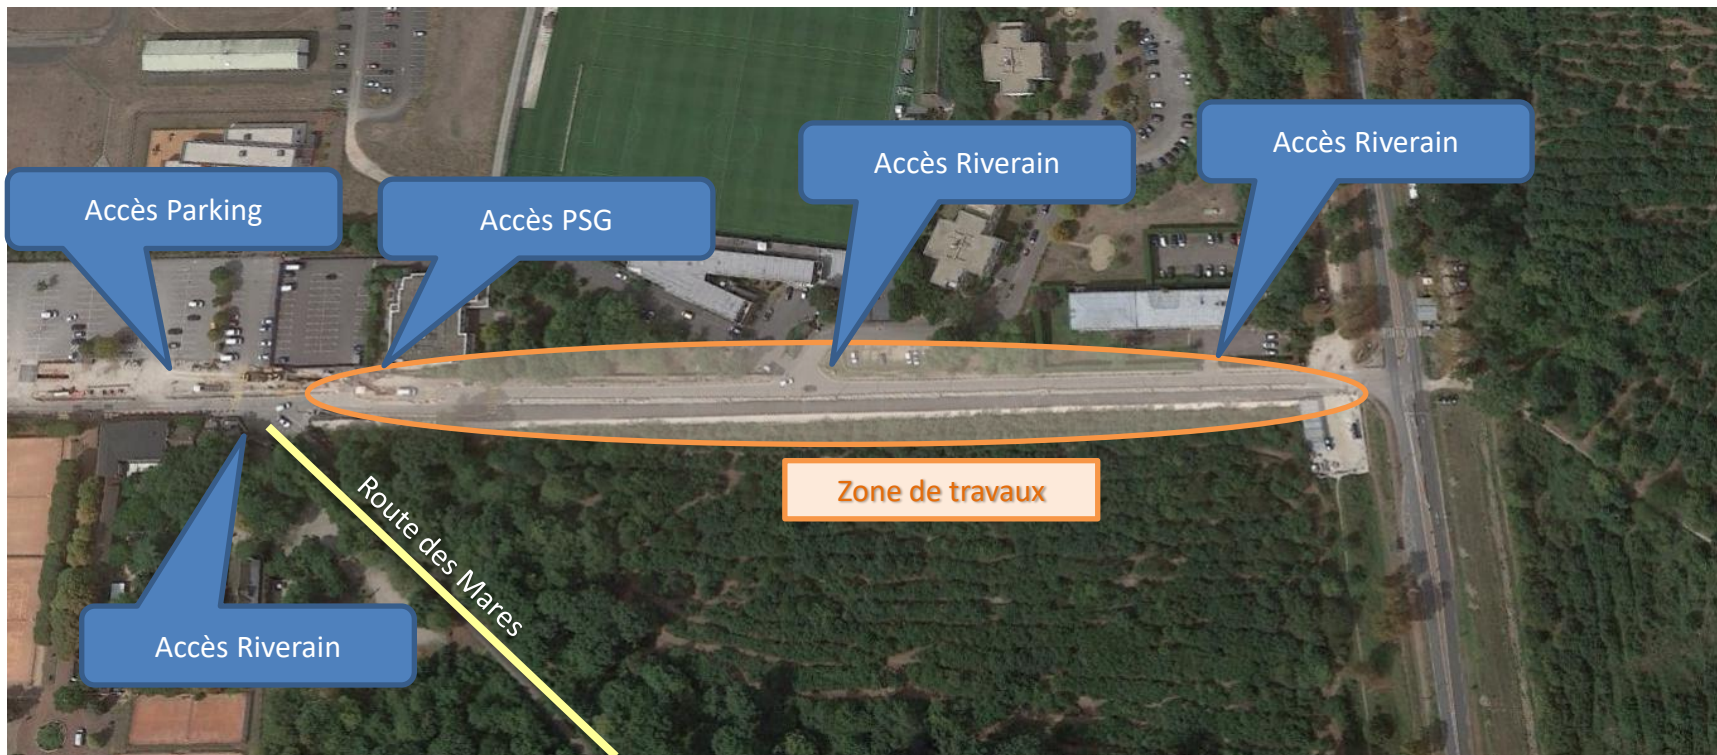 Accès Riverain
Accès Riverain
Accès Parking
Accès PSG
Zone de travaux
Route des Mares
Accès Riverain